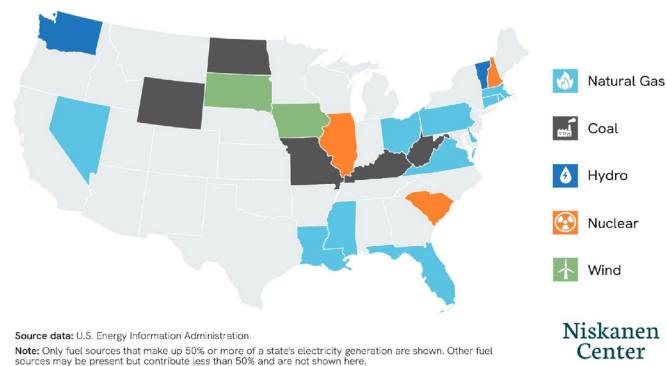 Natural Gas
Coal
Hydro
Nuclear
Wind
Source data: U.S. Energy Information Administration.
Note: Only fuel sources that make up 50% or more of a state's electricity generation are shown. Other fuel
sources may be present but contribute less than 50% and are not shown here.
Niskanen
Center